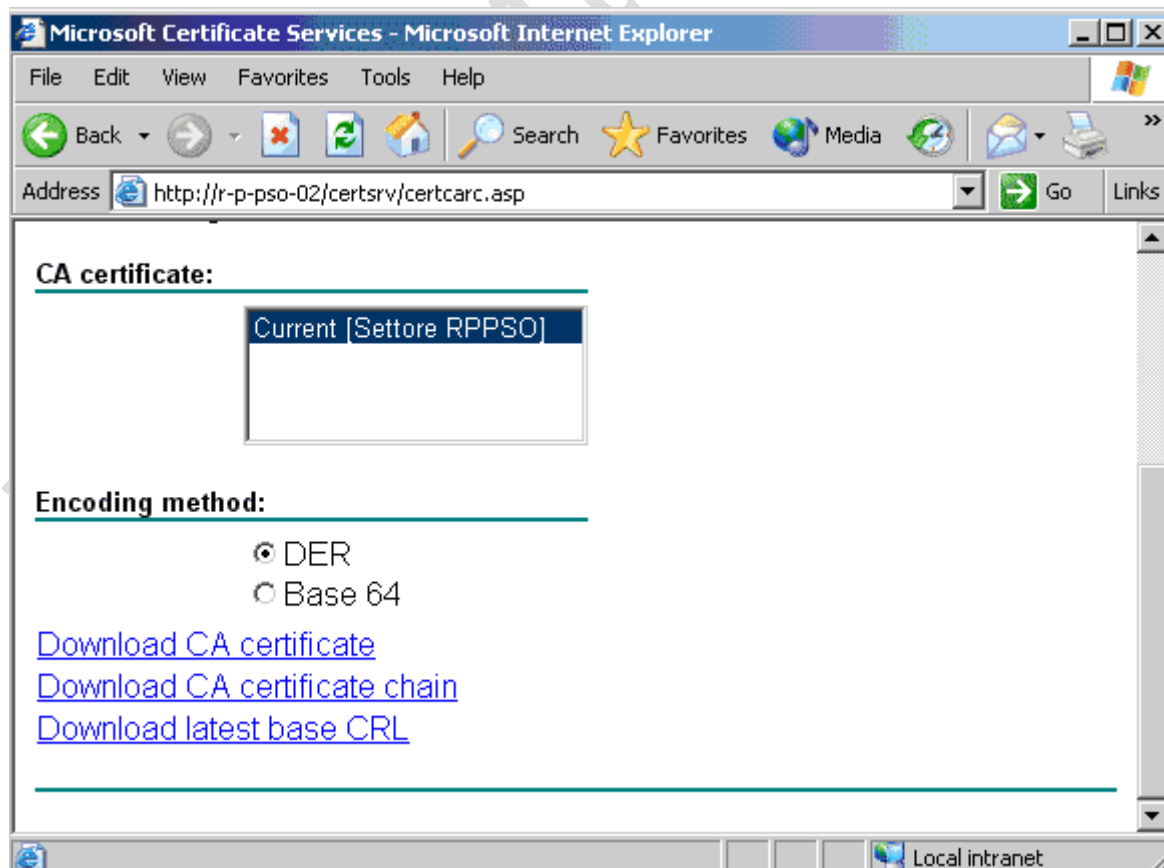 Microsoft Certificate Services - Microsoft Internet Explorer
File Edit View Favorites Tools Help
Back Search Favorites Media »
Address http://r-p-pso-02/certsrv/certcarc.asp Go Links
CA certificate:
Current [Settore RPPSO]
Encoding method:
DER
Base 64
Download CA certificate
Download CA certificate chain
Download latest base CRL
Local intranet